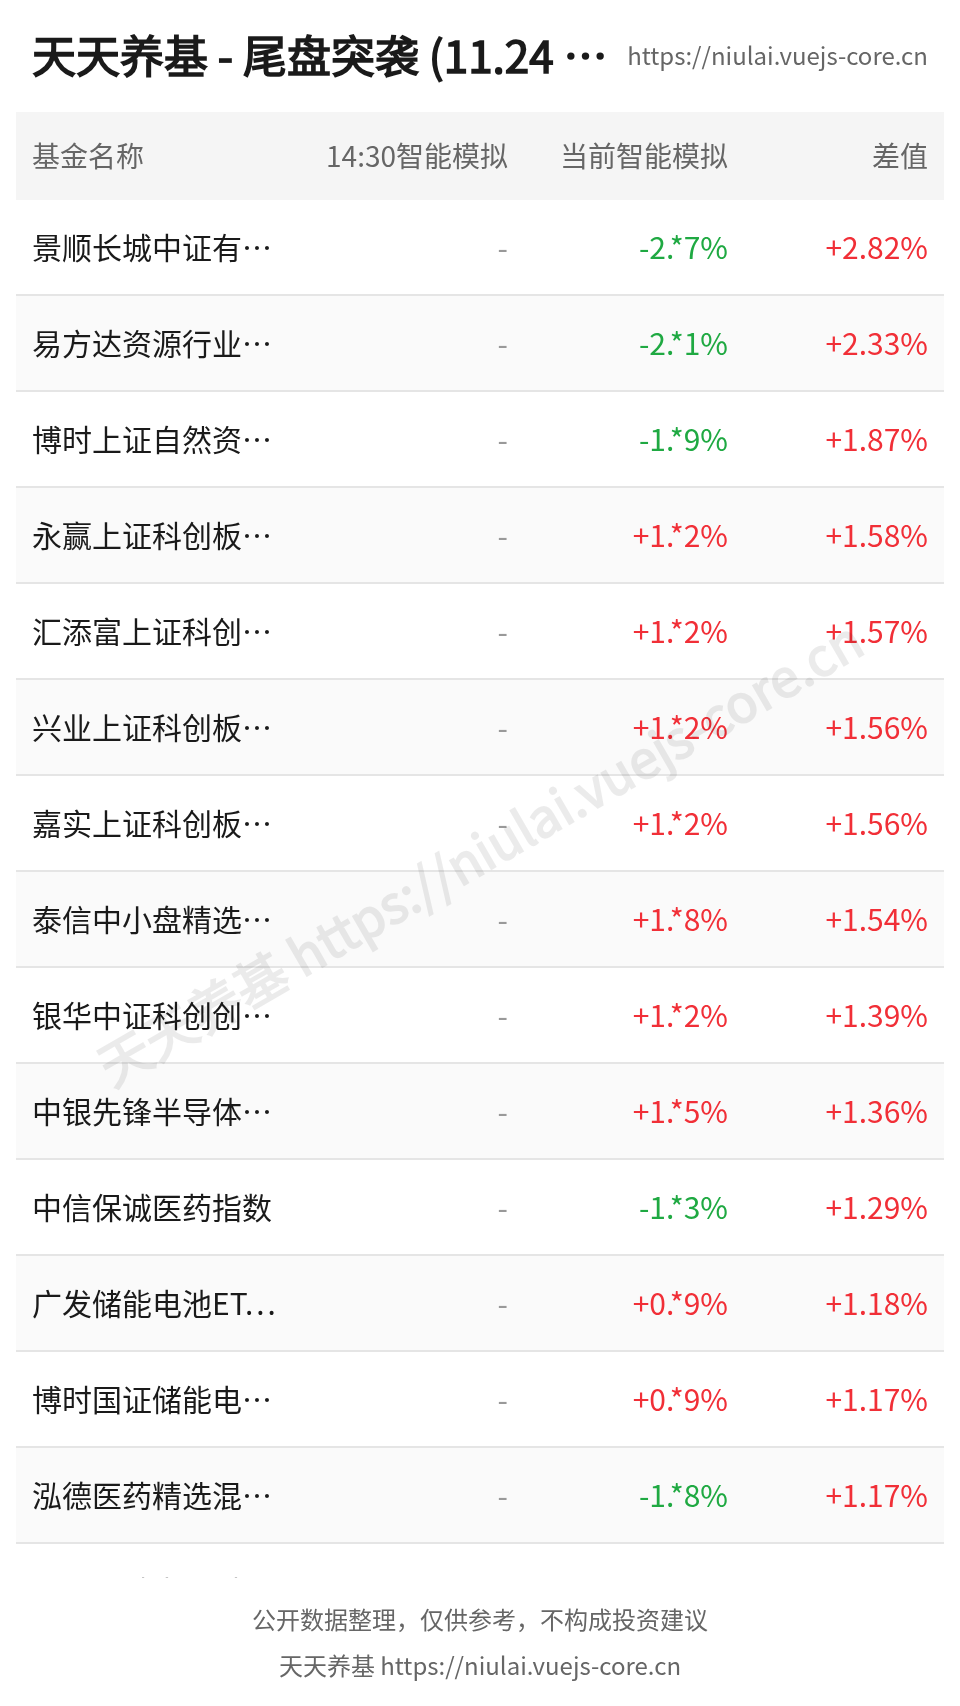 天天养基 - 尾盘突袭 (11.24 ··· https://niulai.vuejs-core.cn
基金名称 14:30智能模拟 当前智能模拟 差值
景顺长城中证有··· - -2.*7% +2.82%
易方达资源行业··· - -2.*1% +2.33%
博时上证自然资··· - -1.*9% +1.87%
永赢上证科创板··· - +1.*2% +1.58%
汇添富上证科创··· - +1.*2% +1.57%
兴业上证科创板··· - +1.*2% +1.56%
嘉实上证科创板··· - +1.*2% +1.56%
泰信中小盘精选··· - +1.*8% +1.54%
银华中证科创创··· - +1.*2% +1.39%
中银先锋半导体··· - +1.*5% +1.36%
中信保诚医药指数 - -1.*3% +1.29%
广发储能电池ET... - +0.*9% +1.18%
博时国证储能电··· - +0.*9% +1.17%
泓德医药精选混··· - -1.*8% +1.17%
天天养基 https://niulai.vuejs-core.cn
公开数据整理，仅供参考，不构成投资建议
天天养基 https://niulai.vuejs-core.cn